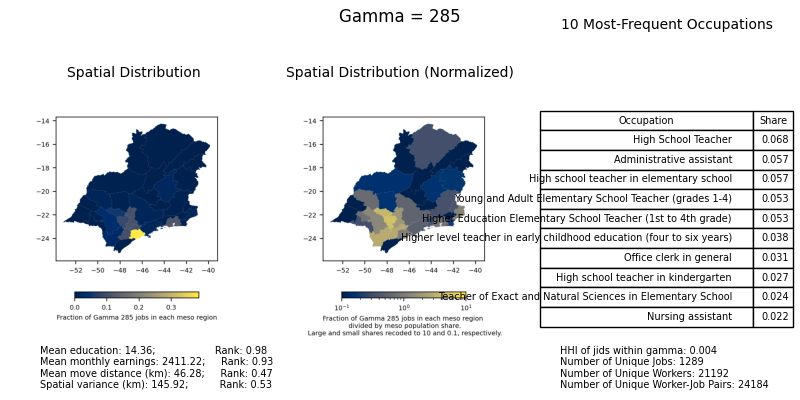 Gamma = 285
10 Most-Frequent Occupations
Spatial Distribution
Spatial Distribution (Normalized)
−14
−16
−18
−20
−22
−24
−52 −50 −48 −46 −44 −42 −40
0.0 0.1 0.2 0.3
Fraction of Gamma 285 jobs in each meso region
−14
−16
−18
−20
−22
−24
−52 −50 −48 −46 −44 −42 −40
10⁻¹ 10⁰ 10¹
Fraction of Gamma 285 jobs in each meso region
divided by meso population share.
Large and small shares recoded to 10 and 0.1, respectively.
Occupation Share
High School Teacher 0.068
Administrative assistant 0.057
High school teacher in elementary school 0.057
Young and Adult Elementary School Teacher (grades 1-4) 0.053
Higher Education Elementary School Teacher (1st to 4th grade) 0.053
Higher level teacher in early childhood education (four to six years) 0.038
Office clerk in general 0.031
High school teacher in kindergarten 0.027
Teacher of Exact and Natural Sciences in Elementary School 0.024
Nursing assistant 0.022
Mean education: 14.36; Rank: 0.98
Mean monthly earnings: 2411.22; Rank: 0.93
Mean move distance (km): 46.28; Rank: 0.47
Spatial variance (km): 145.92; Rank: 0.53
HHI of jids within gamma: 0.004
Number of Unique Jobs: 1289
Number of Unique Workers: 21192
Number of Unique Worker-Job Pairs: 24184